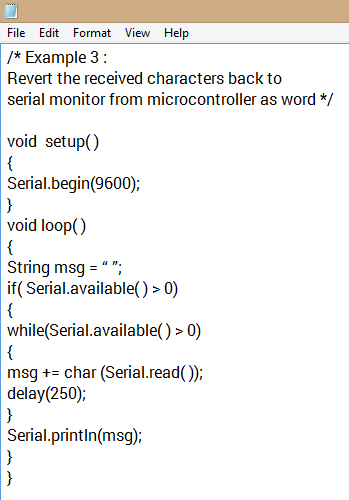 File Edit Format View Help
/* Example 3 :
Revert the received characters back to
serial monitor from microcontroller as word */
void setup( )
{
Serial.begin(9600);
}
void loop( )
{
String msg = “ ”;
if( Serial.available( ) > 0)
{
while(Serial.available( ) > 0)
{
msg += char (Serial.read( ));
delay(250);
}
Serial.println(msg);
}
}